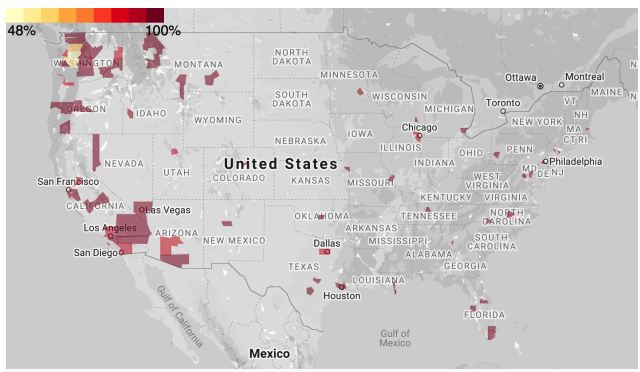 48% 100%
WASHINGTON
MONTANA
NORTH
DAKOTA
MINNESOTA
Ottawa
Montreal
MAINE
Toronto
VT
NH
SOUTH
DAKOTA
WISCONSIN
MICHIGAN
NEW YORK
MA
CT RI
OREGON
IDAHO
WYOMING
IOWA
Chicago
ILLINOIS
INDIANA
OHIO
PENN
Philadelphia
NEBRASKA
United States
NEVADA
UTAH
COLORADO
KANSAS
MISSOURI
WEST
VIRGINIA
MD
DE
NJ
VIRGINIA
KENTUCKY
San Francisco
CALIFORNIA
Las Vegas
Los Angeles
ARIZONA
NEW MEXICO
OKLAHOMA
TENNESSEE
NORTH
CAROLINA
ARKANSAS
MISSISSIPPI
SOUTH
CAROLINA
San Diego
Dallas
ALABAMA
GEORGIA
TEXAS
LOUISIANA
Houston
FLORIDA
Gulf of California
Gulf of
Mexico
Mexico